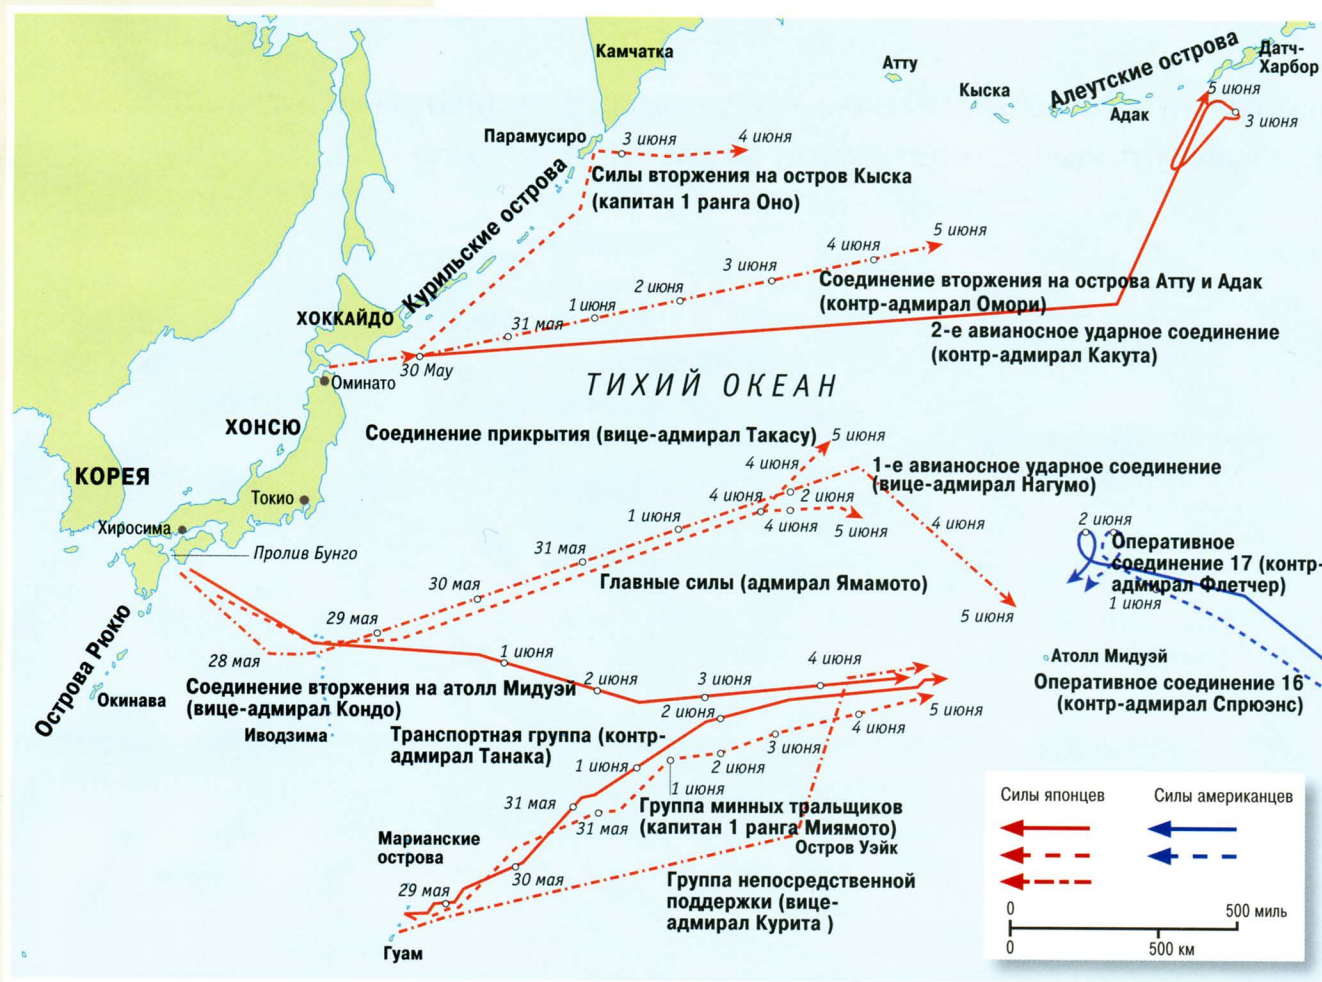 Камчатка
Атту
Кыска
Алеутские острова
Адак
Датч-
Харбор
5 июня
3 июня
Парамусиро
3 июня
4 июня
Силы вторжения на остров Кыска
(капитан 1 ранга Оно)
Курильские острова
5 июня
4 июня
3 июня
2 июня
1 июня
31 мая
Соединение вторжения на острова Атту и Адак
(контр-адмирал Омори)
ХОККАЙДО
2-е авианосное ударное соединение
(контр-адмирал Какута)
30 May
Оминато
ТИХИЙ ОКЕАН
ХОНСЮ
Соединение прикрытия (вице-адмирал Такасу)
5 июня
4 июня
1-е авианосное ударное соединение
(вице-адмирал Нагумо)
КОРЕЯ
Токио
4 июня
2 июня
1 июня
4 июня
5 июня
4 июня
2 июня
Хиросима
Пролив Бунго
31 мая
Оперативное
соединение 17 (контр-
адмирал Флетчер)
1 июня
Главные силы (адмирал Ямамото)
30 мая
5 июня
29 мая
Острова Рюкю
28 мая
1 июня
4 июня
Атолл Мидуэй
Соединение вторжения на атолл Мидуэй
(вице-адмирал Кондо)
2 июня
3 июня
Оперативное соединение 16
(контр-адмирал Спрюэнс)
Окинава
Иводзима
2 июня
5 июня
4 июня
Транспортная группа (контр-
адмирал Танака)
3 июня
1 июня
2 июня
1 июня
31 мая
Группа минных тральщиков
(капитан 1 ранга Миямото)
31 мая
Остров Уэйк
Марианские
острова
30 мая
29 мая
Группа непосредственной
поддержки (вице-
адмирал Курита )
Гуам
Силы японцев
Силы американцев
0
500 миль
0
500 км